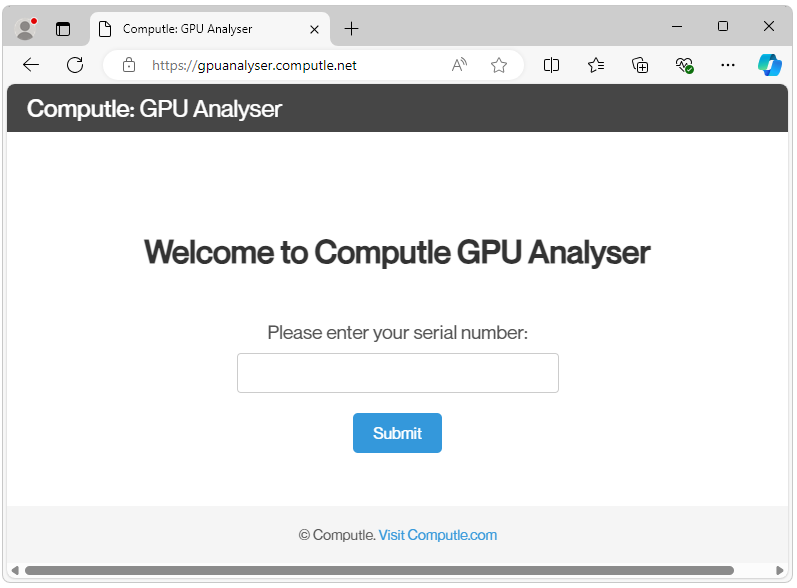 Computle: GPU Analyser
https://gpuanalyser.computle.net
Computle: GPU Analyser
Welcome to Computle GPU Analyser
Please enter your serial number:
Submit
© Computle. Visit Computle.com